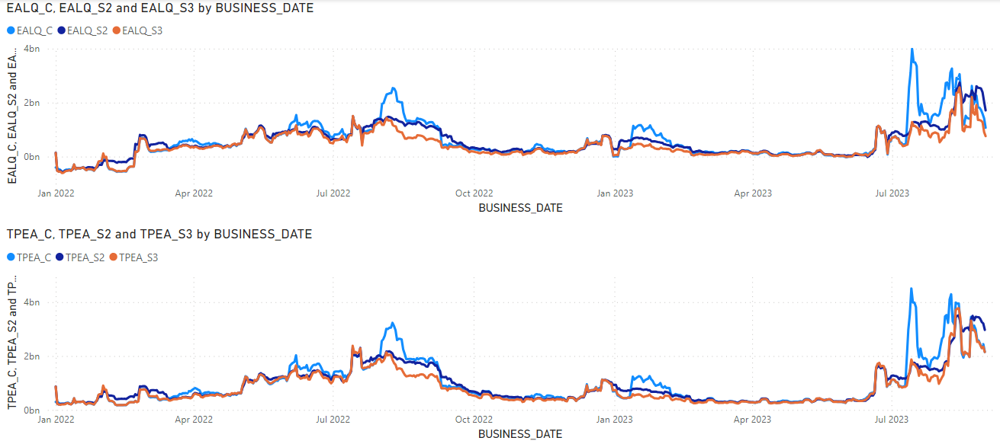 EALQ_C, EALQ_S2 and EALQ_S3 by BUSINESS_DATE
EALQ_C EALQ_S2 EALQ_S3
EALQ_C, EALQ_S2 and EA...
4bn
2bn
0bn
Jan 2022 Apr 2022 Jul 2022 Oct 2022 Jan 2023 Apr 2023 Jul 2023
BUSINESS_DATE
TPEA_C, TPEA_S2 and TPEA_S3 by BUSINESS_DATE
TPEA_C TPEA_S2 TPEA_S3
TPEA_C, TPEA_S2 and TP...
4bn
2bn
0bn
Jan 2022 Apr 2022 Jul 2022 Oct 2022 Jan 2023 Apr 2023 Jul 2023
BUSINESS_DATE